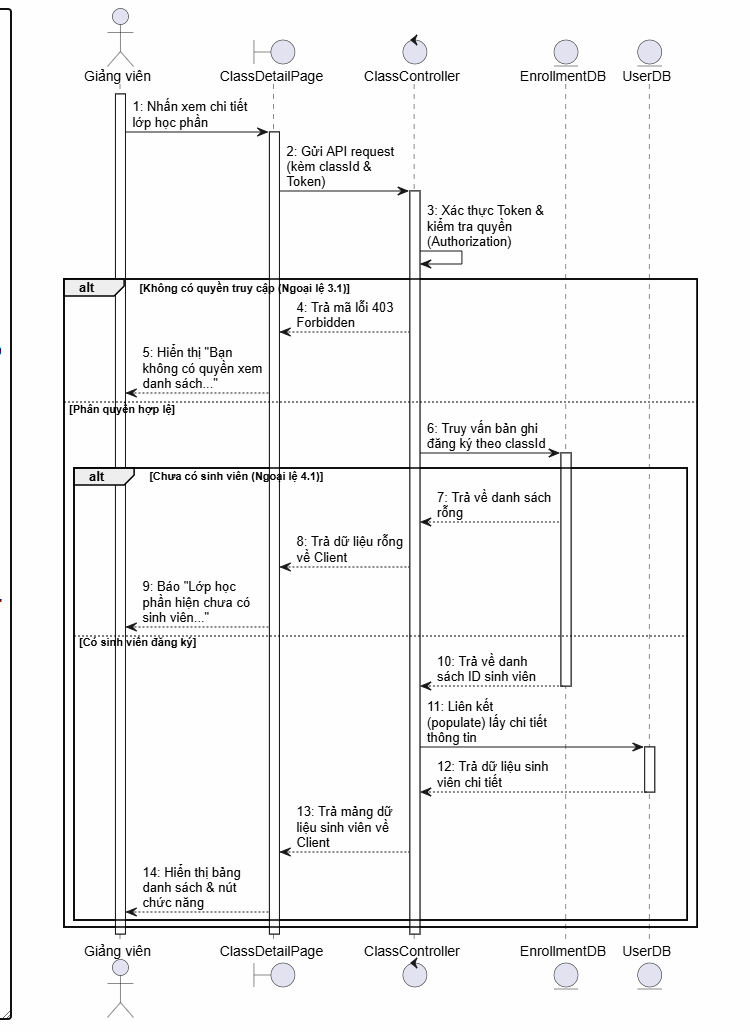 Giảng viên
ClassDetailPage
ClassController
EnrollmentDB
UserDB
1: Nhấn xem chi tiết
lớp học phần
2: Gửi API request
(kèm classId &
Token)
3: Xác thực Token &
kiểm tra quyền
(Authorization)
alt
[Không có quyền truy cập (Ngoại lệ 3.1)]
4: Trả mã lỗi 403
Forbidden
5: Hiển thị "Bạn
không có quyền xem
danh sách..."
[Phân quyền hợp lệ]
6: Truy vấn bản ghi
đăng ký theo classId
alt
[Chưa có sinh viên (Ngoại lệ 4.1)]
7: Trả về danh sách
rỗng
8: Trả dữ liệu rỗng
về Client
9: Báo "Lớp học
phần hiện chưa có
sinh viên..."
[Có sinh viên đăng ký]
10: Trả về danh
sách ID sinh viên
11: Liên kết
(populate) lấy chi tiết
thông tin
12: Trả dữ liệu sinh
viên chi tiết
13: Trả mảng dữ
liệu sinh viên về
Client
14: Hiển thị bảng
danh sách & nút
chức năng
Giảng viên
ClassDetailPage
ClassController
EnrollmentDB
UserDB